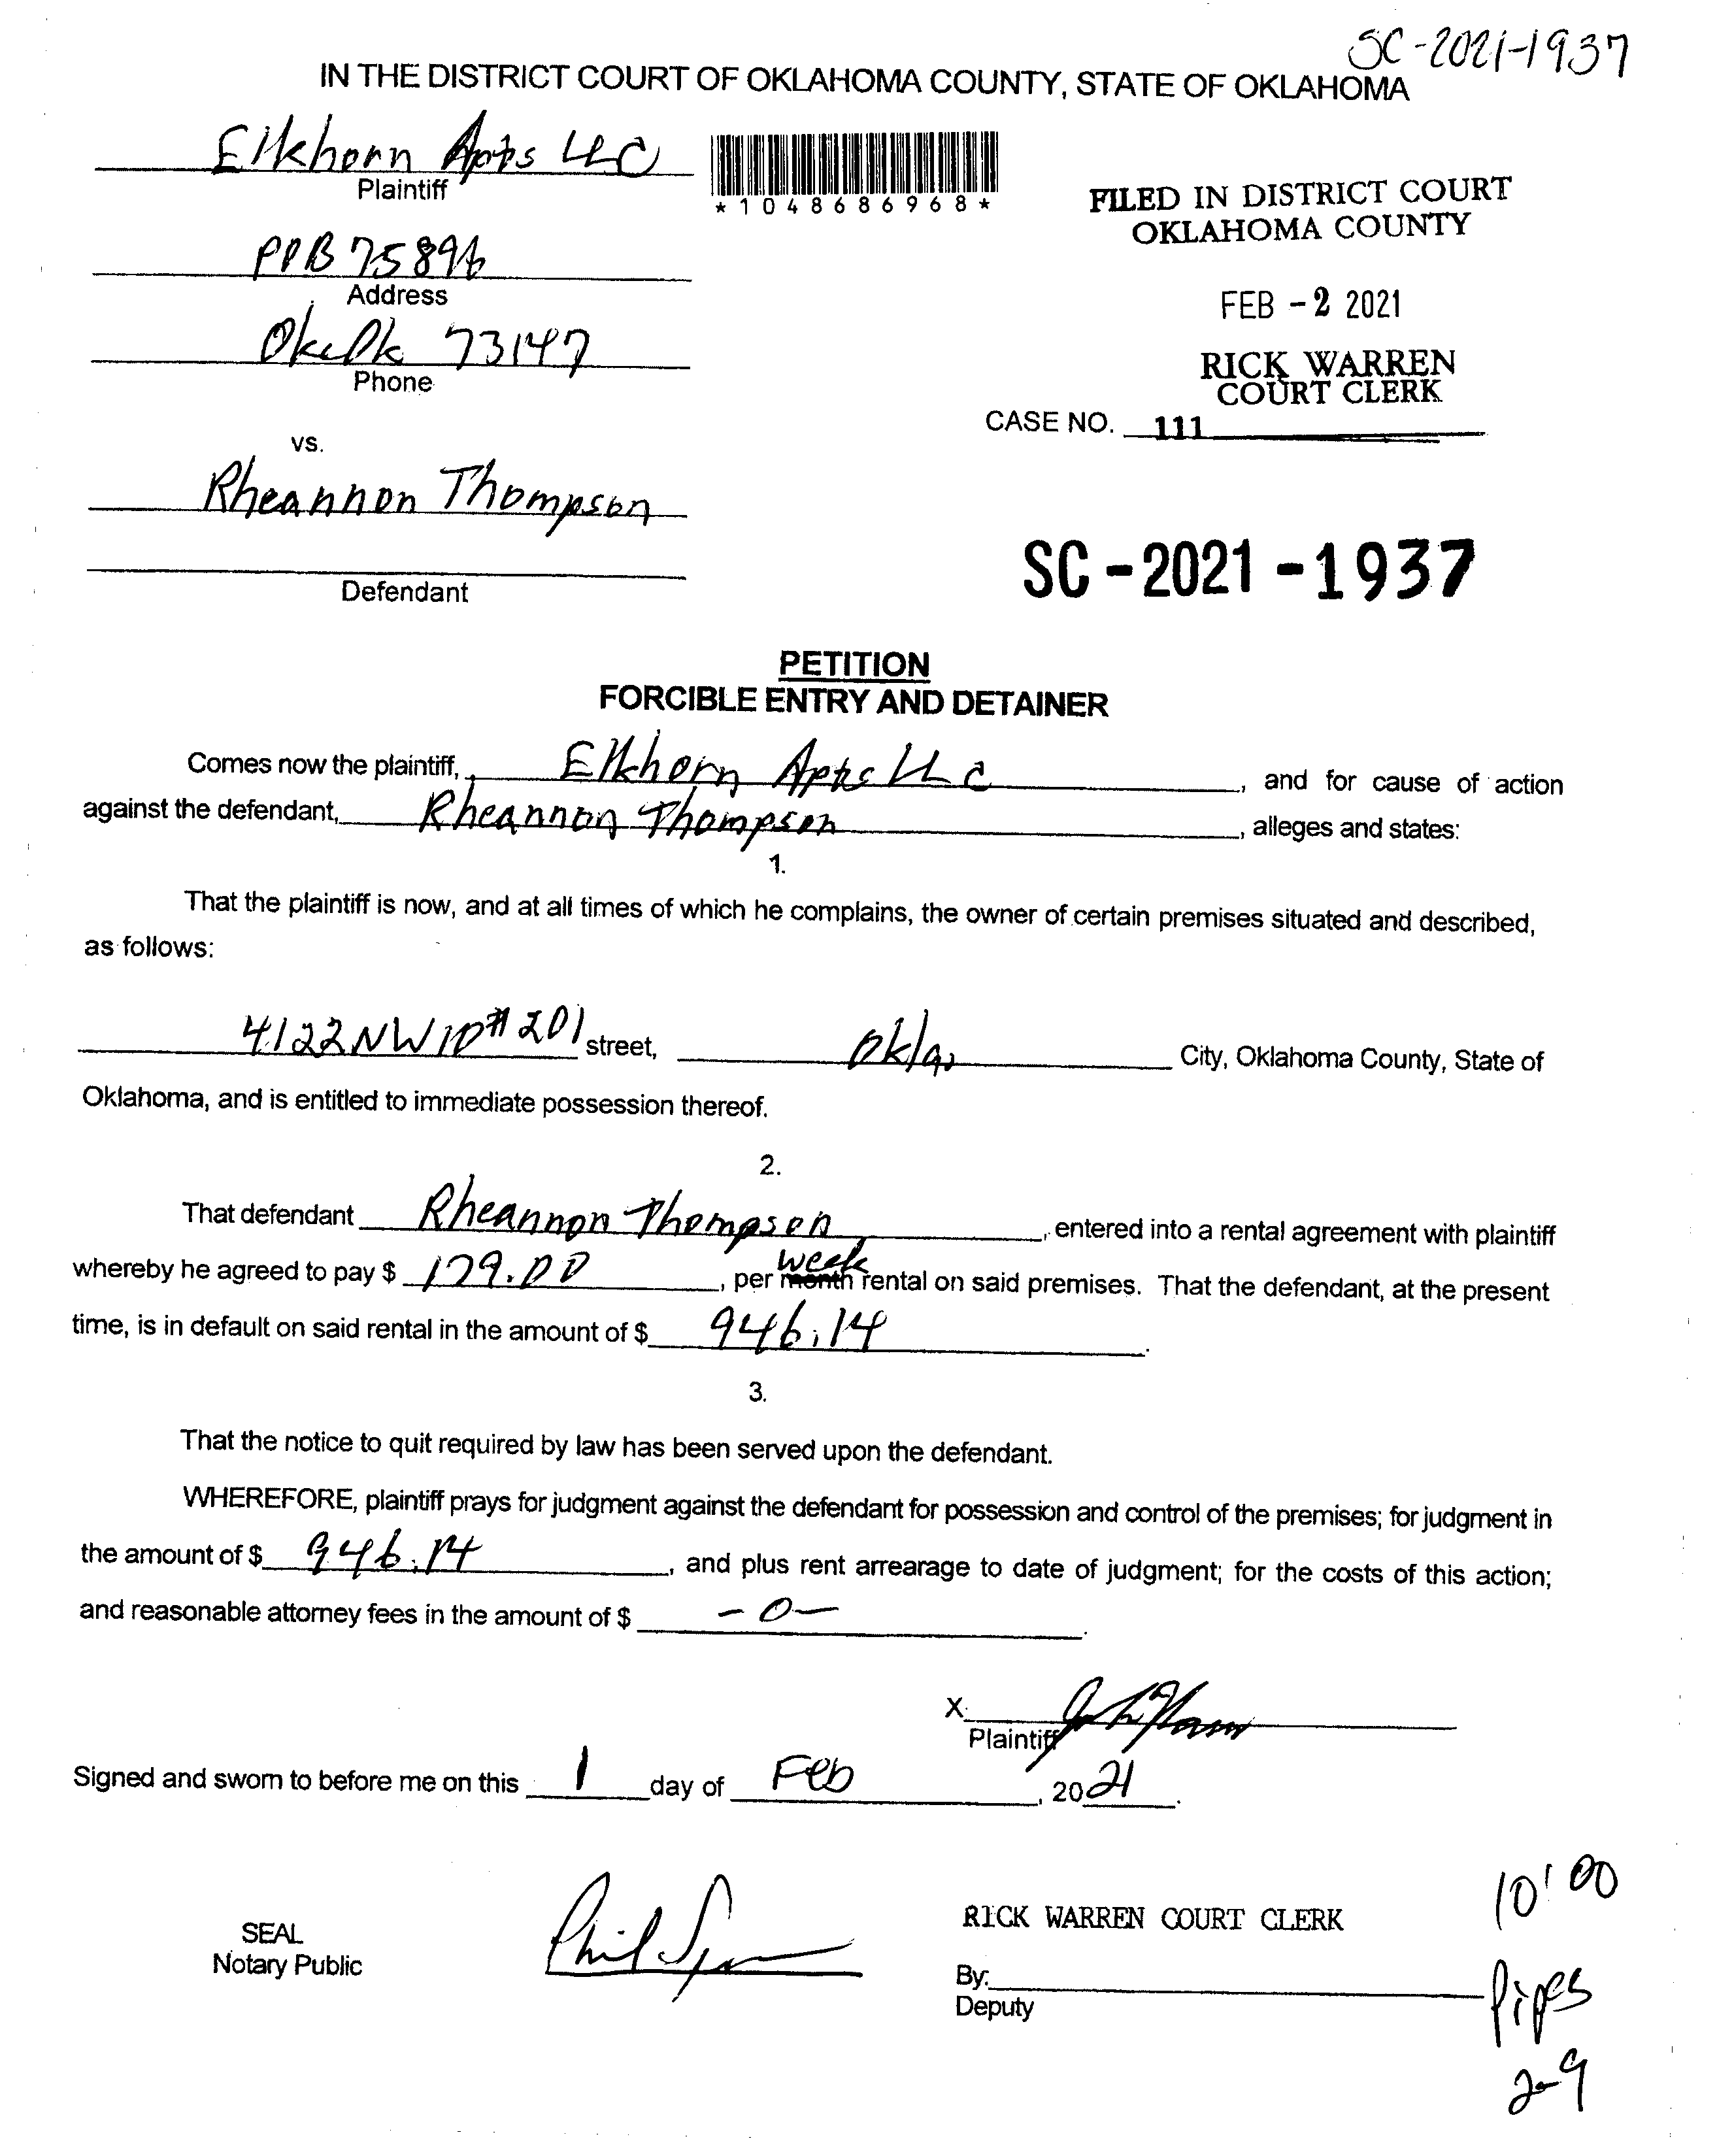 SC-2021-1937
IN THE DISTRICT COURT OF OKLAHOMA COUNTY, STATE OF OKLAHOMA
Elkhorn Apts LLC
Plaintiff
*1048686968*
FILED IN DISTRICT COURT
OKLAHOMA COUNTY
POB 75896
Address
FEB - 2 2021
Okc Ok 73147
Phone
RICK WARREN
COURT CLERK
CASE NO. 111
vs.
Rheannon Thompson
Defendant
SC-2021-1937
PETITION
FORCIBLE ENTRY AND DETAINER
Comes now the plaintiff, Elkhorn Apts LLC, and for cause of action
against the defendant, Rheannon Thompson, alleges and states:
1.
That the plaintiff is now, and at all times of which he complains, the owner of certain premises situated and described,
as follows:
4122 NW 10 #201 street, Okla, City, Oklahoma County, State of
Oklahoma, and is entitled to immediate possession thereof.
2.
That defendant Rheannon Thompson, entered into a rental agreement with plaintiff
week
whereby he agreed to pay $ 179.00, per month rental on said premises. That the defendant, at the present
time, is in default on said rental in the amount of $ 946.14.
3.
That the notice to quit required by law has been served upon the defendant.
WHEREFORE, plaintiff prays for judgment against the defendant for possession and control of the premises; for judgment in
the amount of $ 946.14, and plus rent arrearage to date of judgment; for the costs of this action;
and reasonable attorney fees in the amount of $ -0-.
X
Plaintiff
Signed and sworn to before me on this 1 day of Feb, 2021.
SEAL
Notary Public
Phil
RICK WARREN COURT CLERK
By:
Deputy
10:00
Pipes
2-9